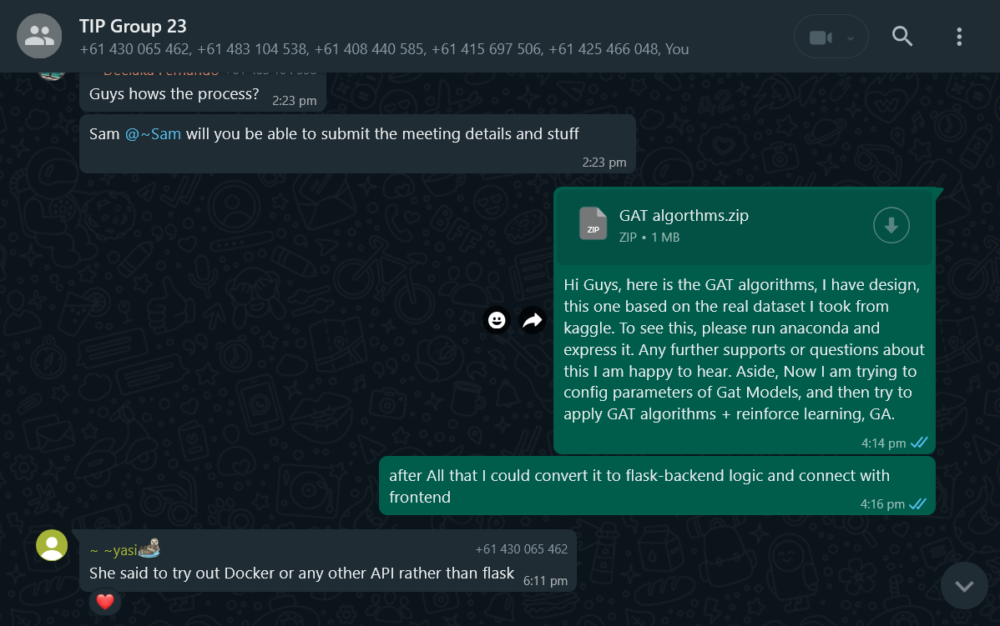 TIP Group 23
+61 430 065 462, +61 483 104 538, +61 408 440 585, +61 415 697 506, +61 425 466 048, You
Guys hows the process?
2:23 pm
Sam @~Sam will you be able to submit the meeting details and stuff
2:23 pm
ZIP
GAT algorthms.zip
ZIP • 1 MB
Hi Guys, here is the GAT algorithms, I have design,
this one based on the real dataset I took from
kaggle. To see this, please run anaconda and
express it. Any further supports or questions about
this I am happy to hear. Aside, Now I am trying to
config parameters of Gat Models, and then try to
apply GAT algorithms + reinforce learning, GA.
4:14 pm
after All that I could convert it to flask-backend logic and connect with
frontend
4:16 pm
~ ~yasi🦦
+61 430 065 462
She said to try out Docker or any other API rather than flask
6:11 pm